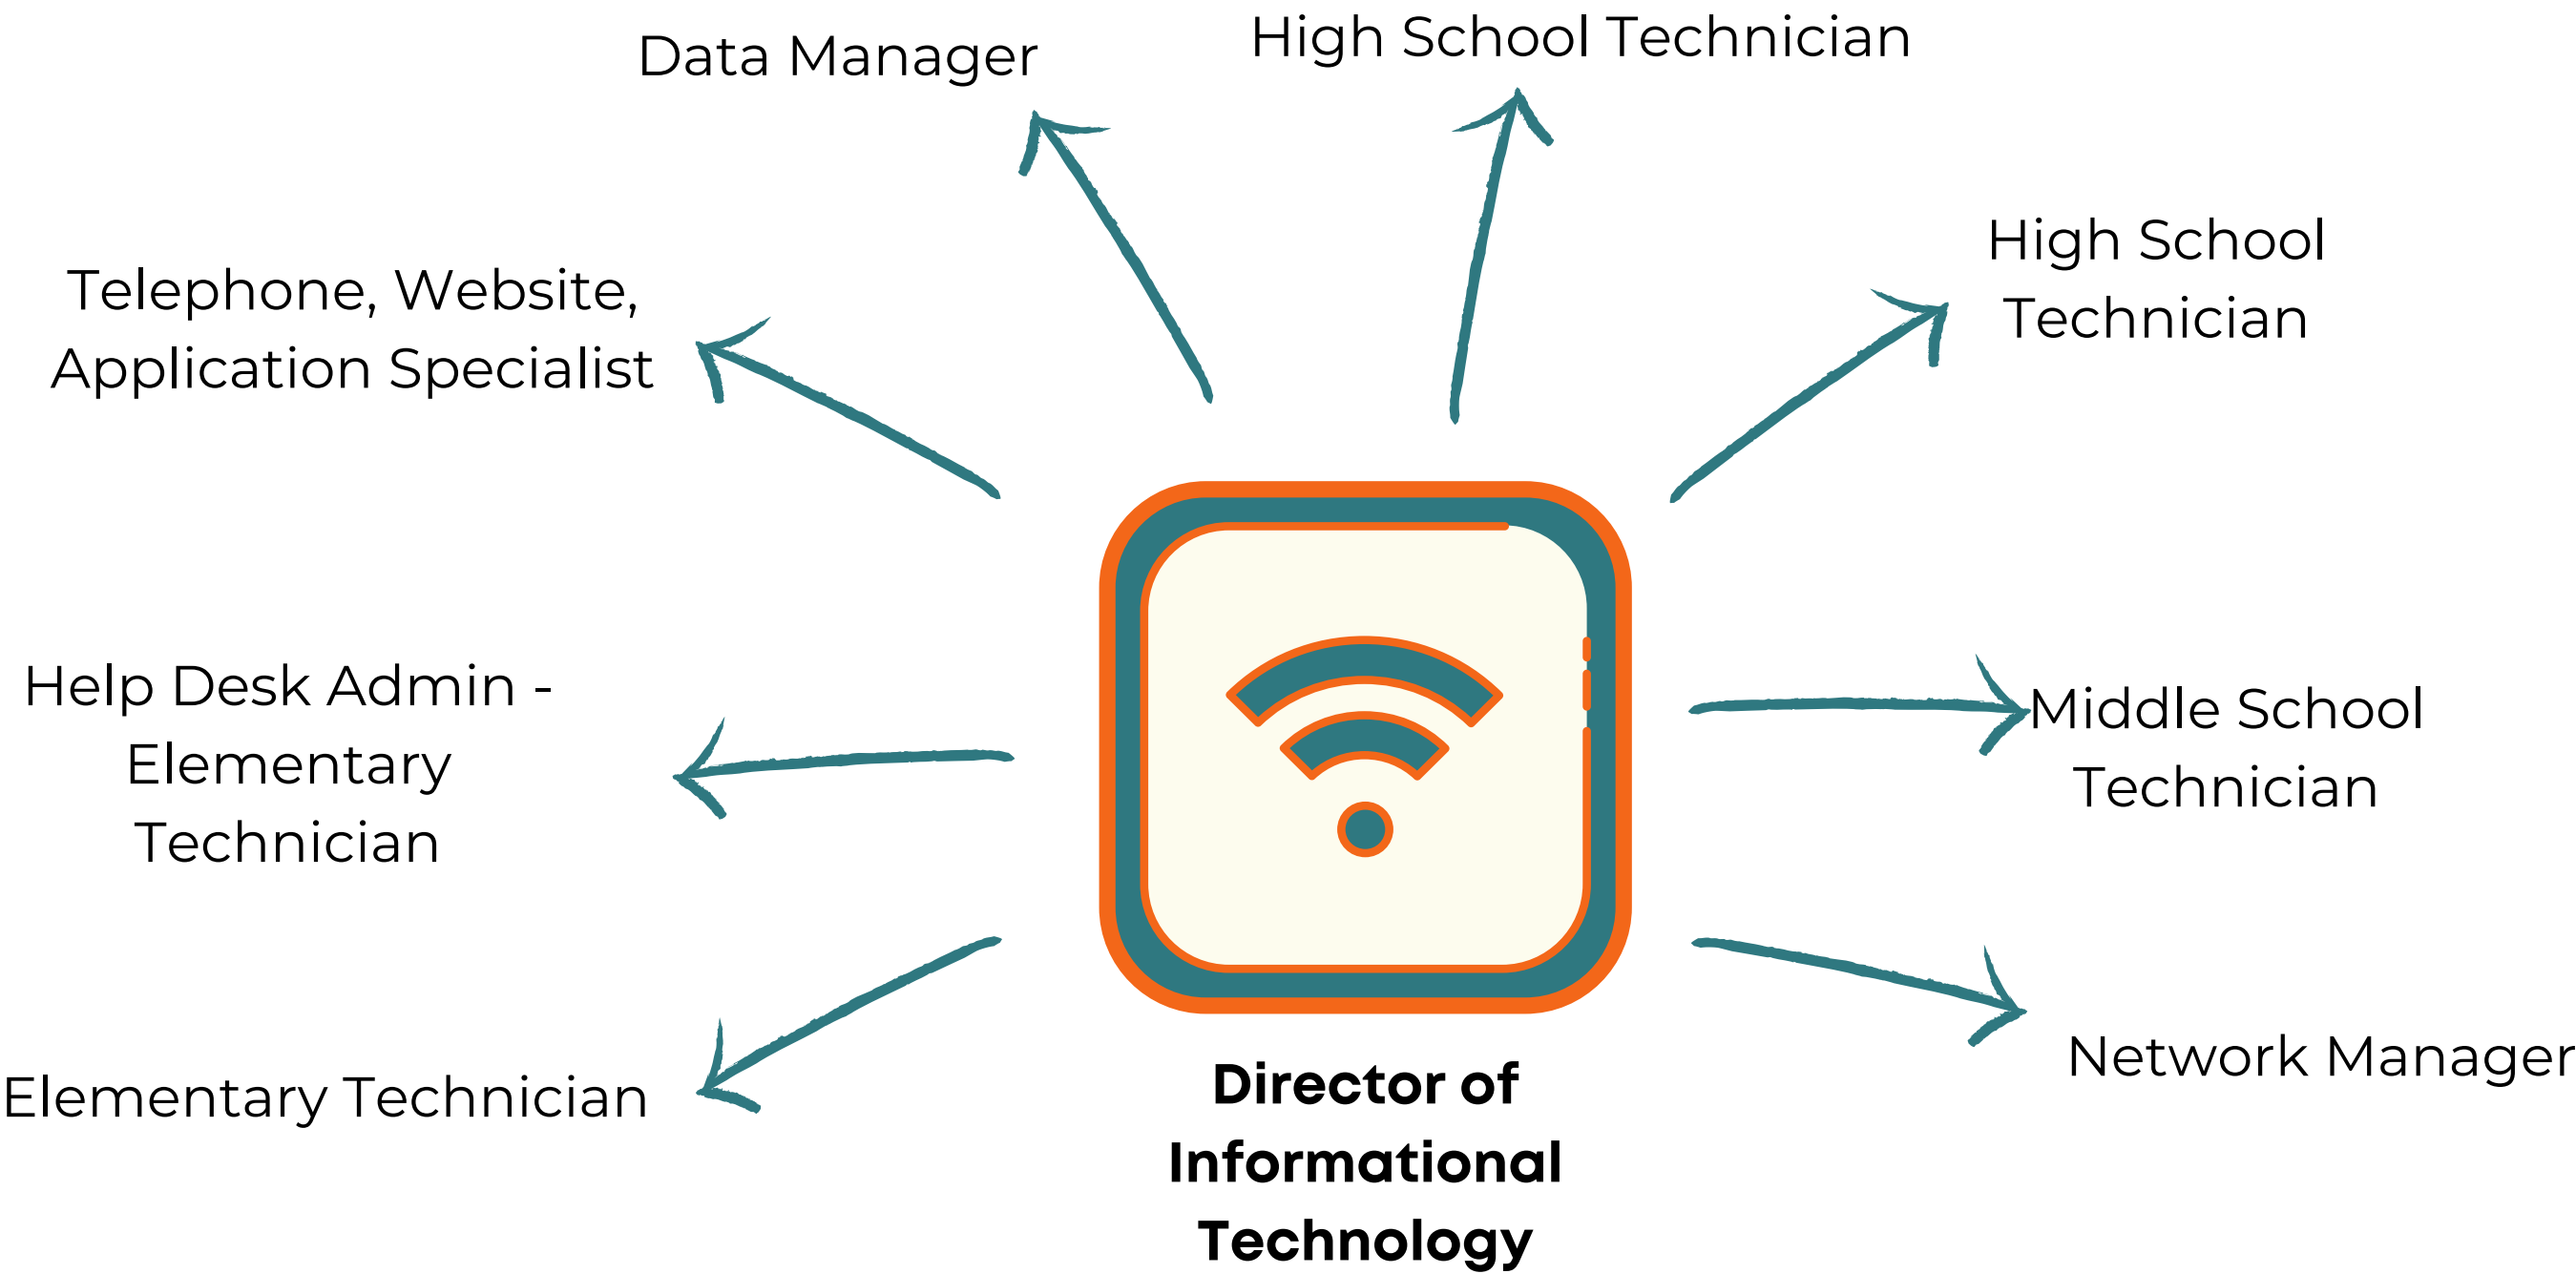 Data Manager
High School Technician
Telephone, Website,
Application Specialist
High School
Technician
Help Desk Admin -
Elementary
Technician
Middle School
Technician
Elementary Technician
Network Manager
Director of
Informational
Technology